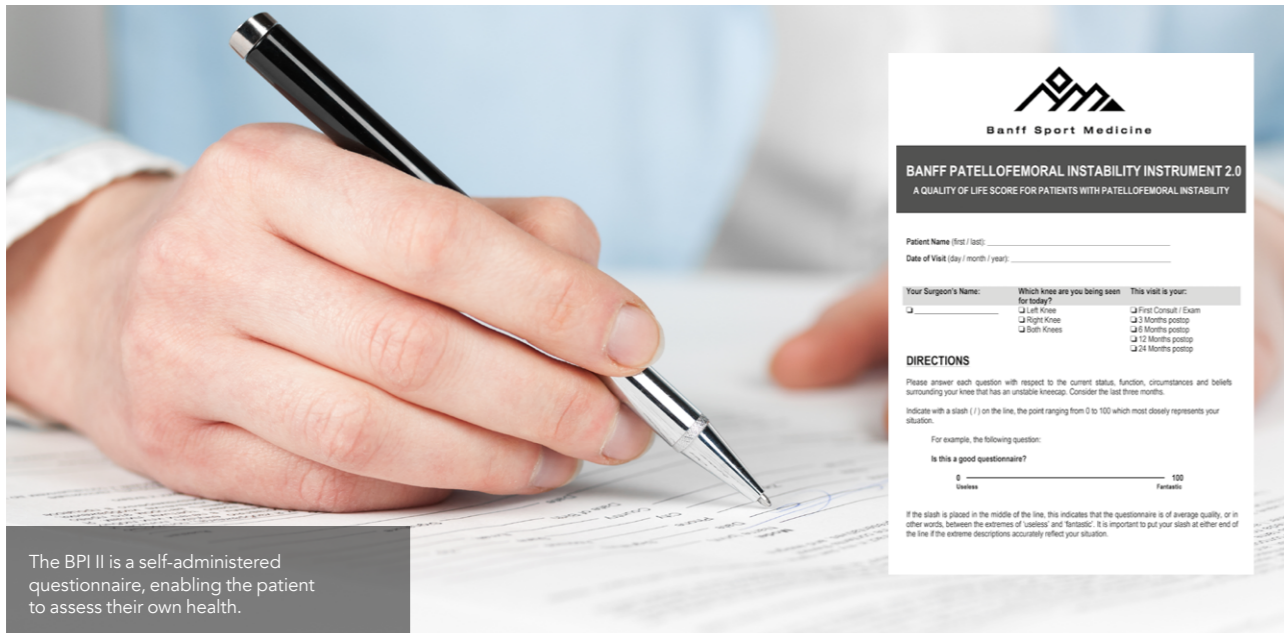 Banff Sport Medicine
BANFF PATELLOFEMORAL INSTABILITY INSTRUMENT 2.0
A QUALITY OF LIFE SCORE FOR PATIENTS WITH PATELLOFEMORAL INSTABILITY
Patient Name (first / last):
Date of Visit (day / month / year):
Your Surgeon's Name:
Which knee are you being seen
for today?
Left Knee
Right Knee
Both Knees
This visit is your:
First Consult / Exam
3 Months postop
6 Months postop
12 Months postop
24 Months postop
DIRECTIONS
Please answer each question with respect to the current status, function, circumstances and beliefs
surrounding your knee that has an unstable kneecap. Consider the last three months.
Indicate with a slash ( / ) on the line, the point ranging from 0 to 100 which most closely represents your
situation.
For example, the following question:
Is this a good questionnaire?
0 100
Useless Fantastic
If the slash is placed in the middle of the line, this indicates that the questionnaire is of average quality, or in
other words, between the extremes of 'useless' and 'fantastic'. It is important to put your slash at either end of
the line if the extreme descriptions accurately reflect your situation.
The BPI II is a self-administered
questionnaire, enabling the patient
to assess their own health.